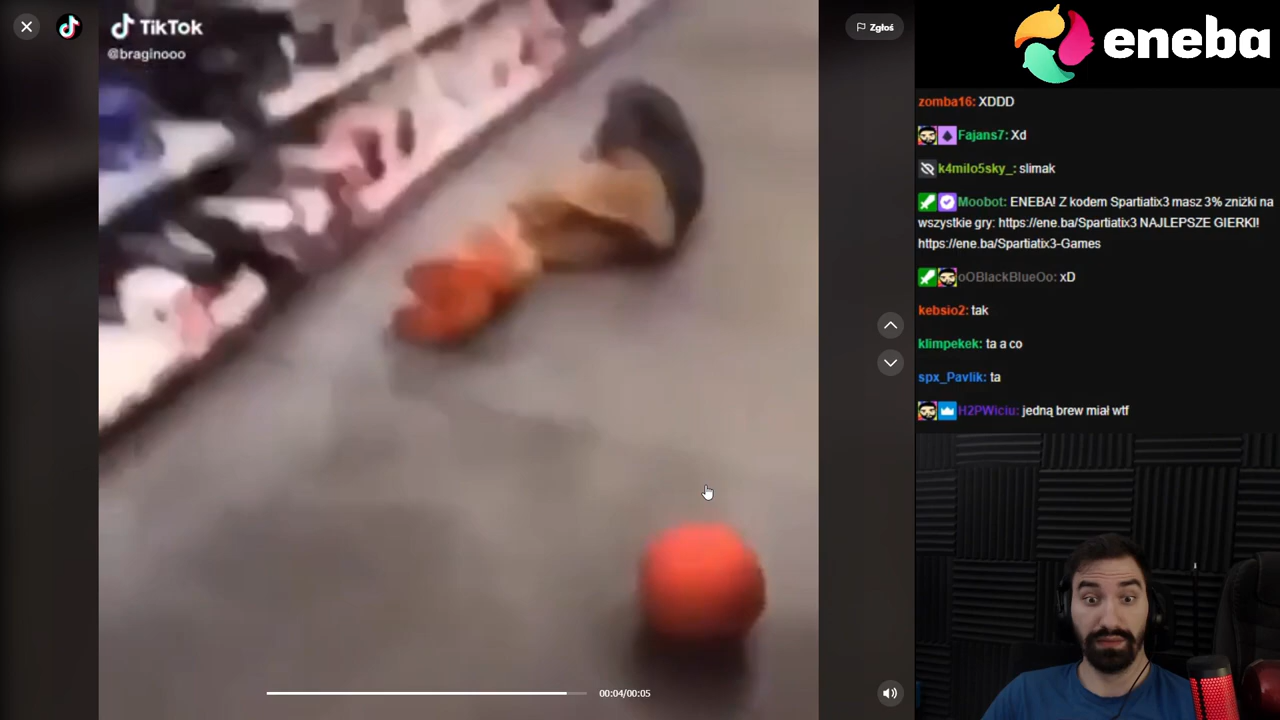 TikTok
@braginooo
Zgłoś
eneba
zomba16: XDDD
Fajans7: Xd
k4milo5sky_: slimak
Moobot: ENEBA! Z kodem Spartiatix3 masz 3% zniżki na
wszystkie gry: https://ene.ba/Spartiatix3 NAJLEPSZE GIERKI!
https://ene.ba/Spartiatix3-Games
oOBlackBlueOo: xD
kebsio2: tak
klimpekek: ta a co
spx_Pavlik: ta
H2PWiciu: jedną brew miał wtf
00:04/00:05